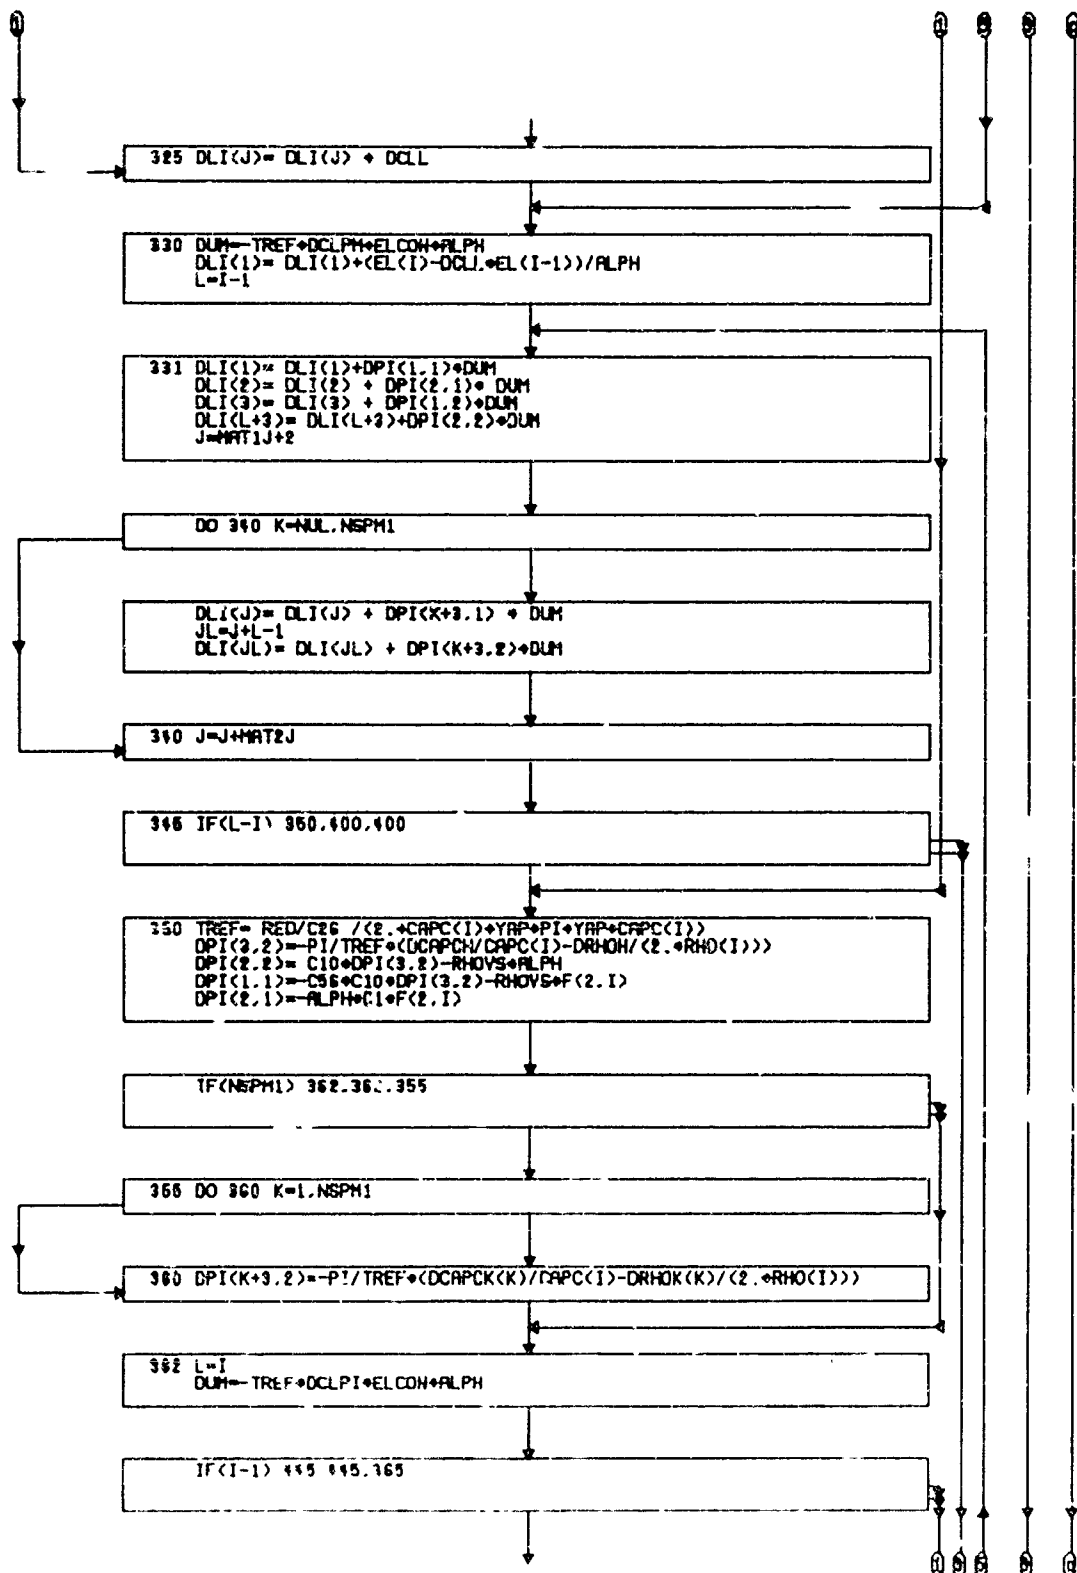 325 DLI(J)= DLI(J) + DCLL
330 DUM=-TREF*DCLPM*ELCON*ALPH
DLI(1)= DLI(1)+(EL(I)-DCLL*EL(I-1))/ALPH
L=I-1
331 DLI(1)= DLI(1)+DPI(1,1)*DUM
DLI(2)= DLI(2) + DPI(2,1)* DUM
DLI(3)= DLI(3) + DPI(1,2)*DUM
DLI(L+3)= DLI(L+3)+DPI(2,2)*DUM
J=MAT1J+2
DO 340 K=NUL,NSPM1
DLI(J)= DLI(J) + DPI(K+3,1) * DUM
JL=J+L-1
DLI(JL)= DLI(JL) + DPI(K+3,2)*DUM
340 J=J+MAT2J
345 IF(L-I) 350,400,400
350 TREF= RED/C26 /(2.*CAPC(I)+YAP*PI*YAP*CAPC(I))
DPI(3,2)=-PI/TREF*(DCAPCH/CAPC(I)-DRHOH/(2.*RHO(I)))
DPI(2,2)= C10*DPI(3,2)-RHOVS*ALPH
DPI(1,1)=-C56*C10*DPI(3,2)-RHOVS*F(2,I)
DPI(2,1)=-ALPH*C1*F(2,I)
IF(NSPM1) 362,362,355
355 DO 360 K=1,NSPM1
360 DPI(K+3,2)=-PI/TREF*(DCAPCK(K)/CAPC(I)-DRHOK(K)/(2.*RHO(I)))
362 L=I
DUM=-TREF*DCLPI*ELCON*ALPH
IF(I-1) 445,445,365